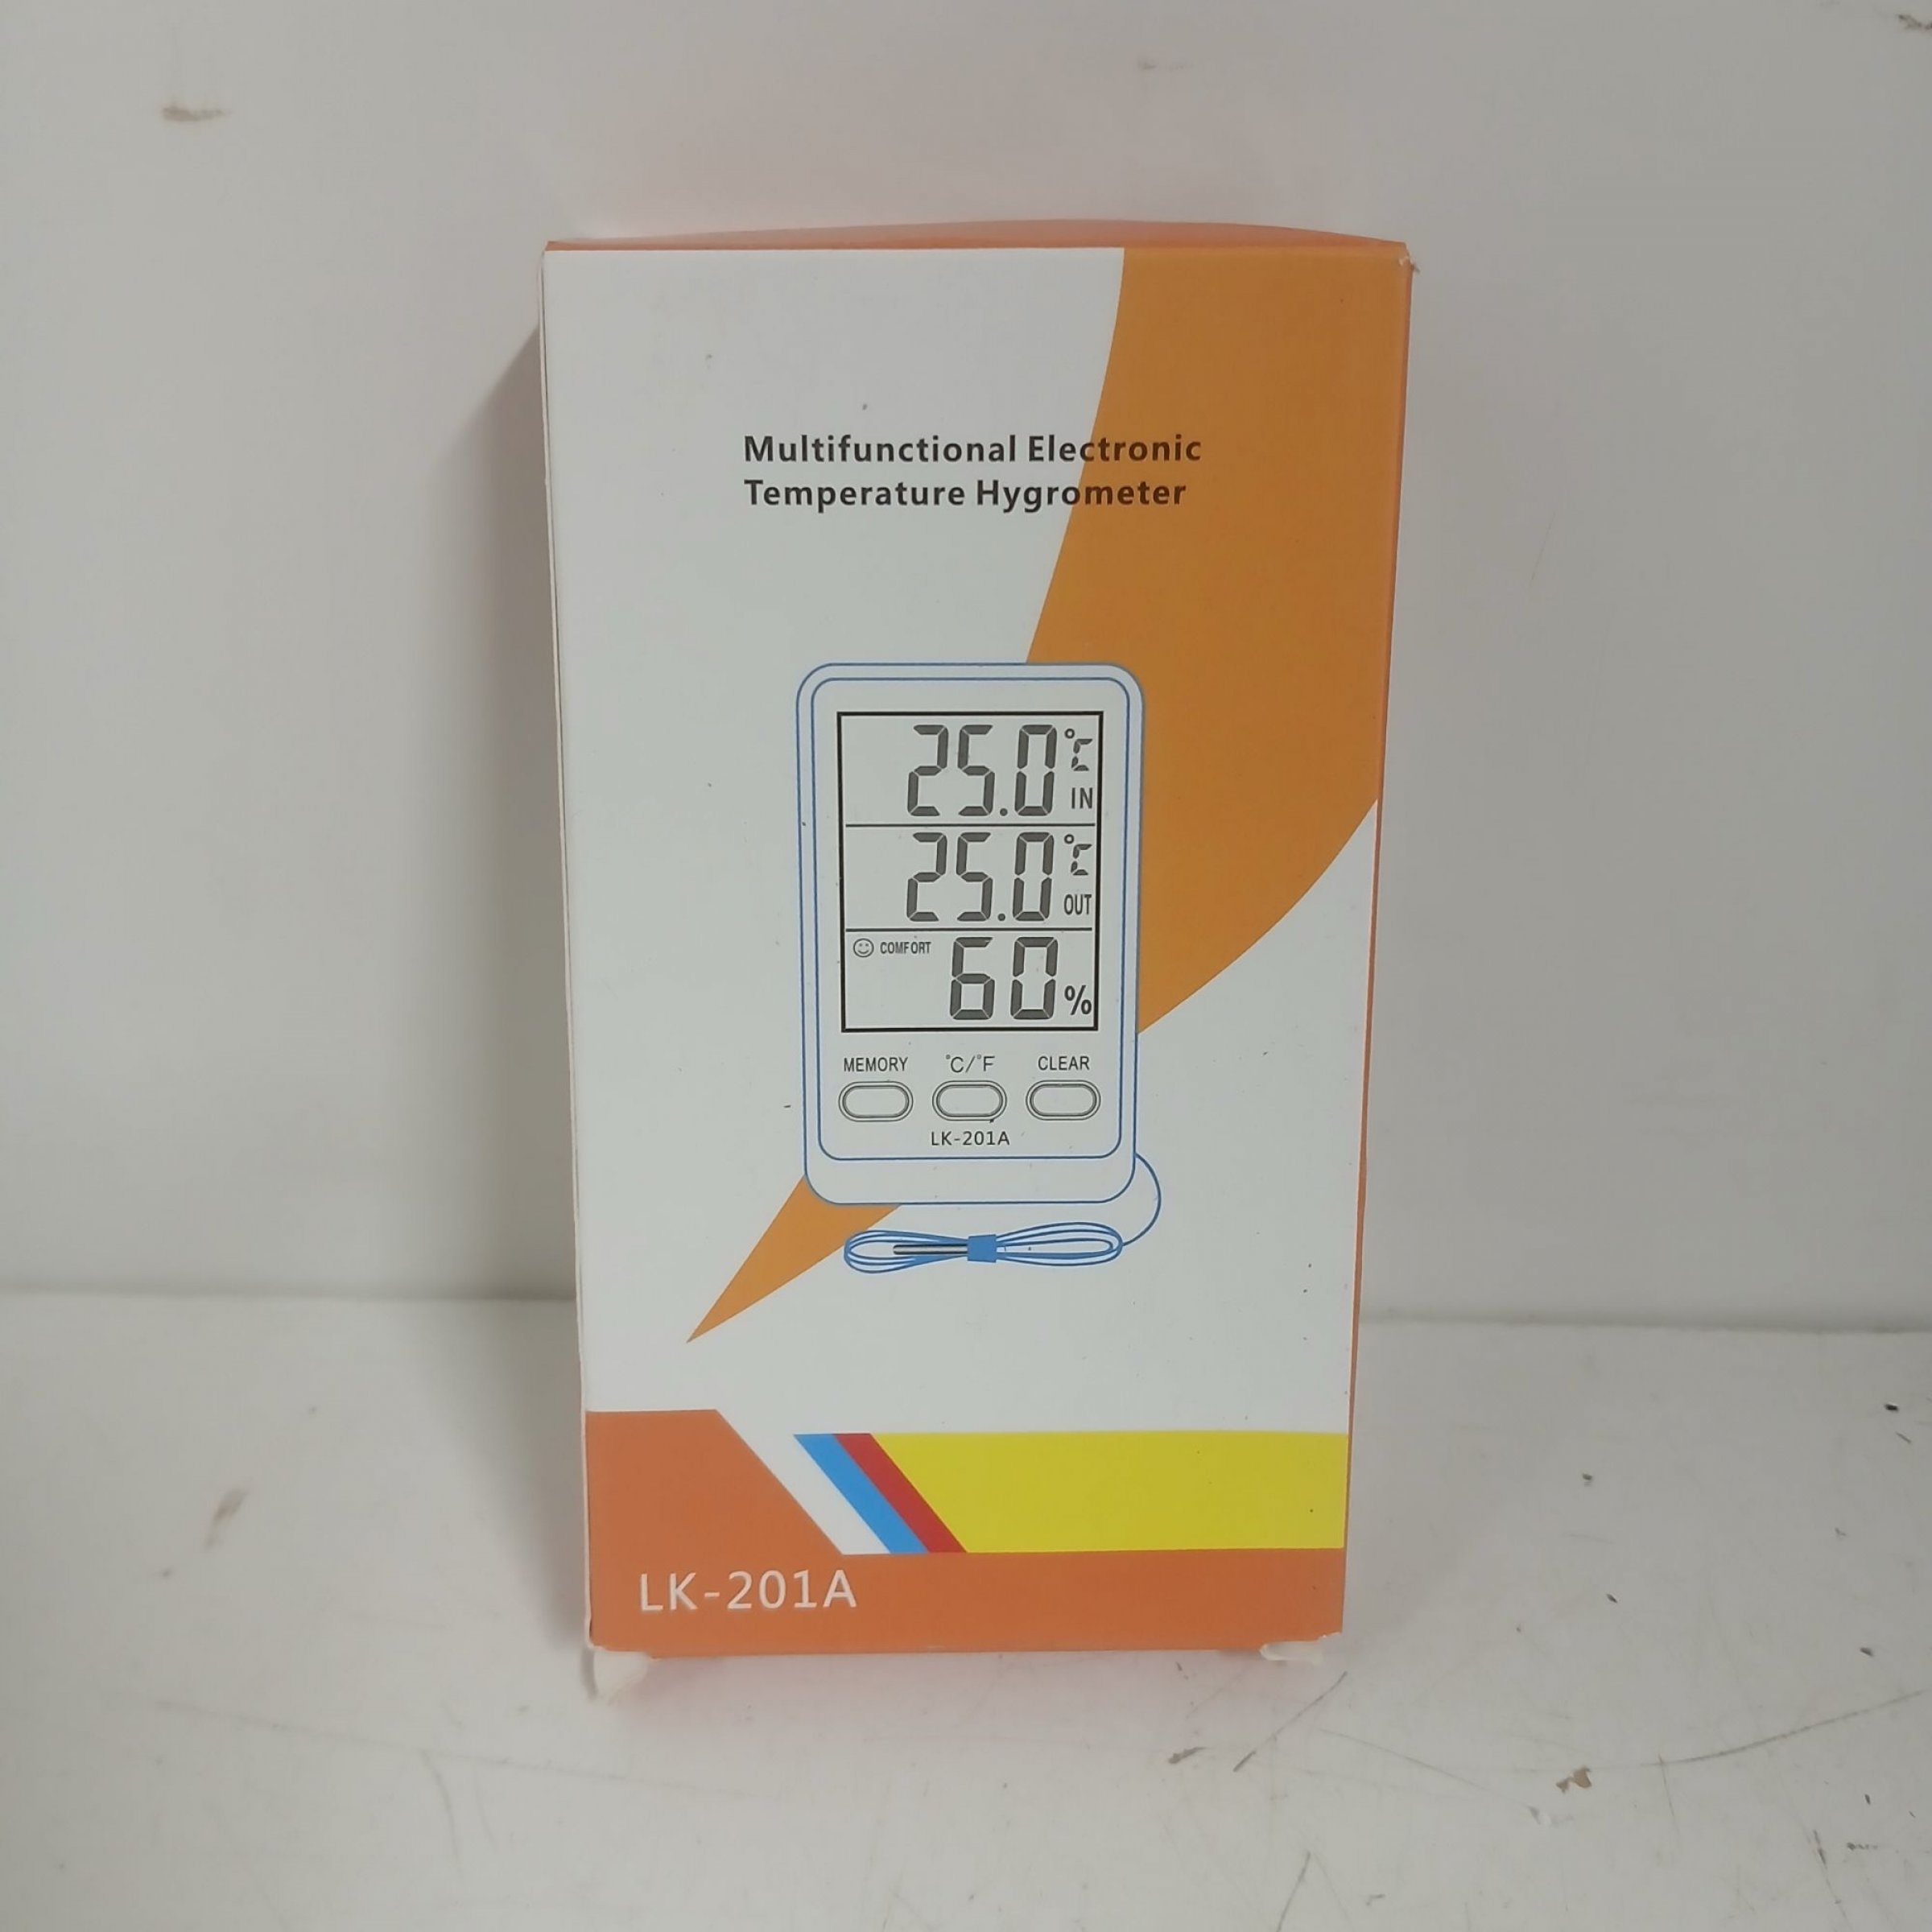 Multifunctional Electronic
Temperature Hygrometer
25.0 °C
IN
25.0 °C
OUT
COMFORT
60 %
MEMORY °C/°F CLEAR
LK-201A
LK-201A